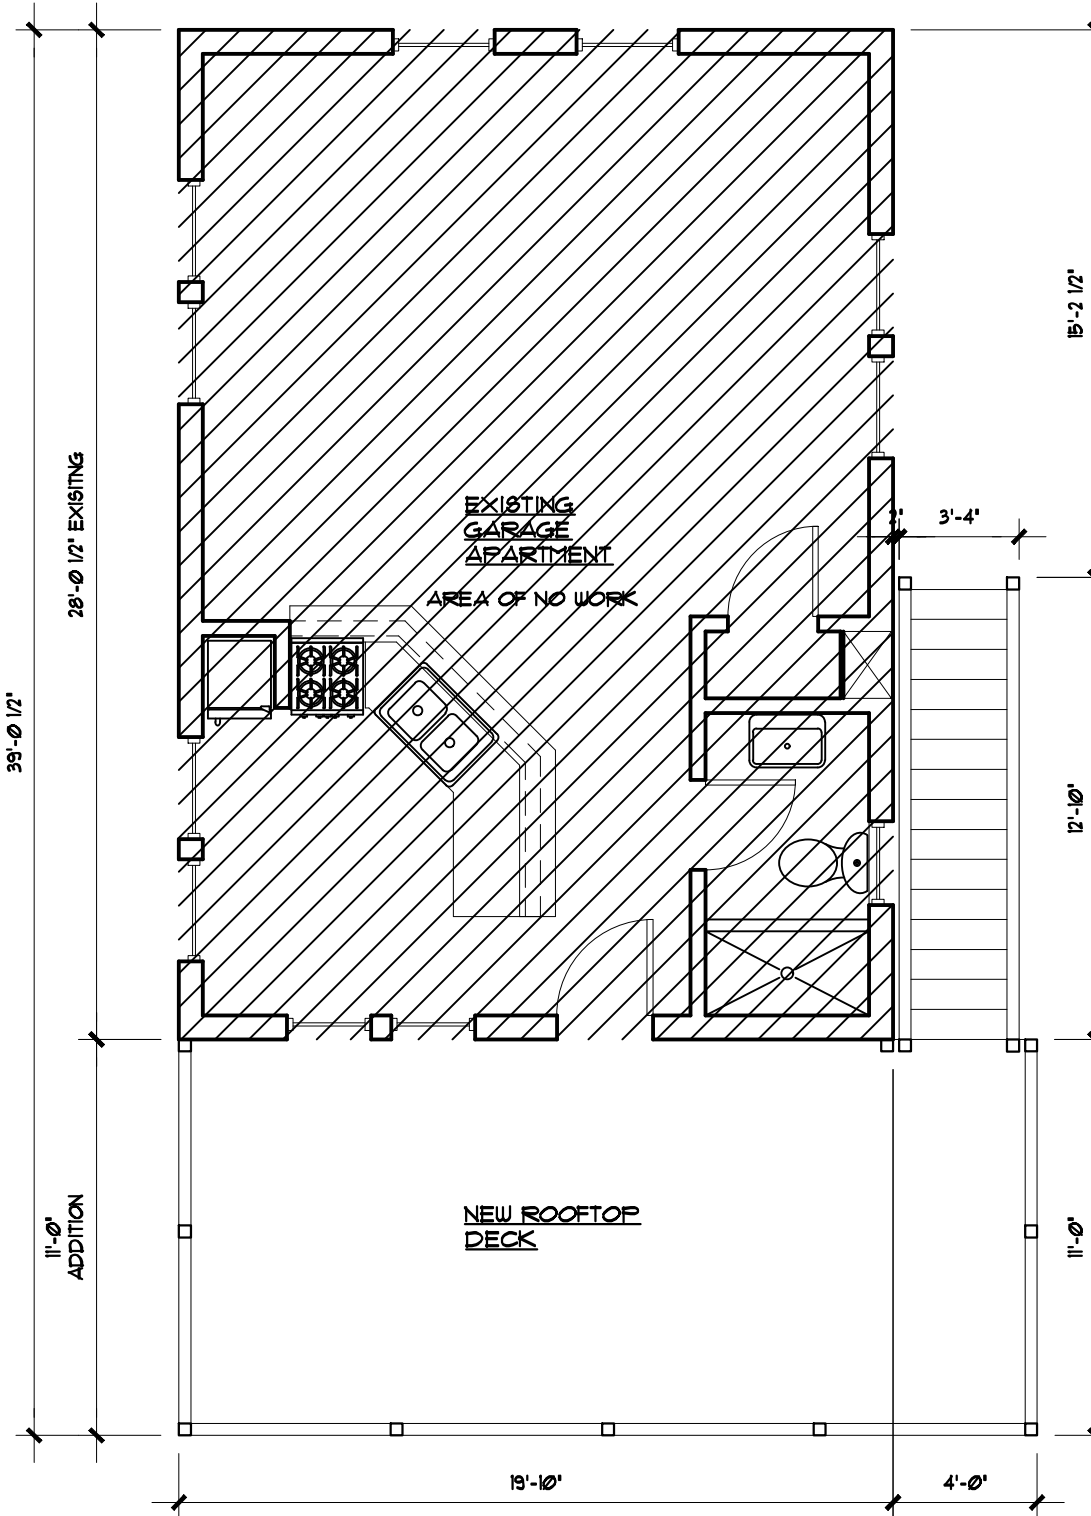 15'-2 1/2"
28'-0 1/2" EXISITNG
EXISTING
GARAGE
APARTMENT
AREA OF NO WORK
2"
3'-4"
39'-0 1/2"
12'-10"
11'-0"
ADDITION
NEW ROOFTOP
DECK
11'-0"
19'-10"
4'-0"